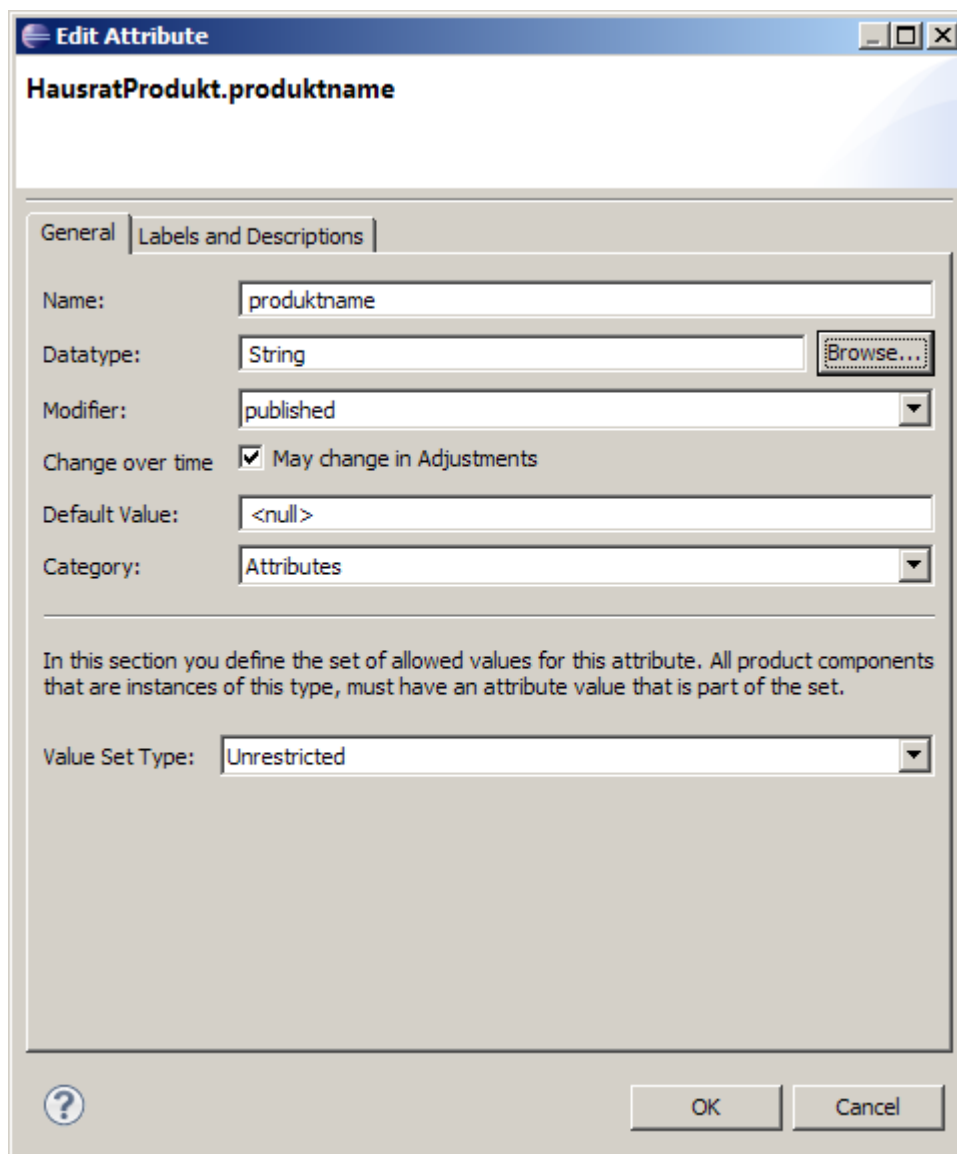 Edit Attribute
HausratProdukt.produktname
General Labels and Descriptions
Name: produktname
Datatype: String Browse...
Modifier: published
Change over time May change in Adjustments
Default Value: <null>
Category: Attributes
In this section you define the set of allowed values for this attribute. All product components
that are instances of this type, must have an attribute value that is part of the set.
Value Set Type: Unrestricted
? OK Cancel